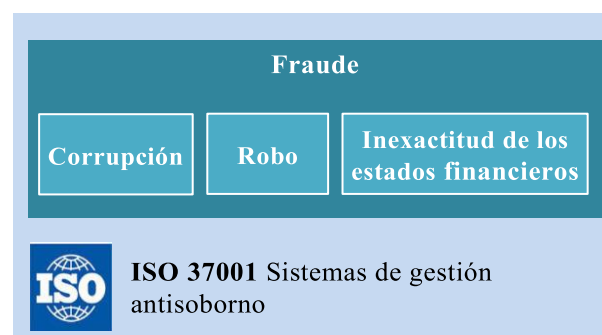 Fraude
Corrupción
Robo
Inexactitud de los
estados financieros
ISO
ISO 37001 Sistemas de gestión
antisoborno